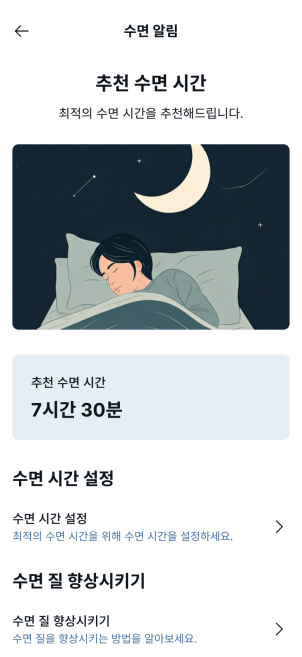 수면 알림
추천 수면 시간
최적의 수면 시간을 추천해드립니다.
추천 수면 시간
7시간 30분
수면 시간 설정
수면 시간 설정
최적의 수면 시간을 위해 수면 시간을 설정하세요.
수면 질 향상시키기
수면 질 향상시키기
수면 질을 향상시키는 방법을 알아보세요.